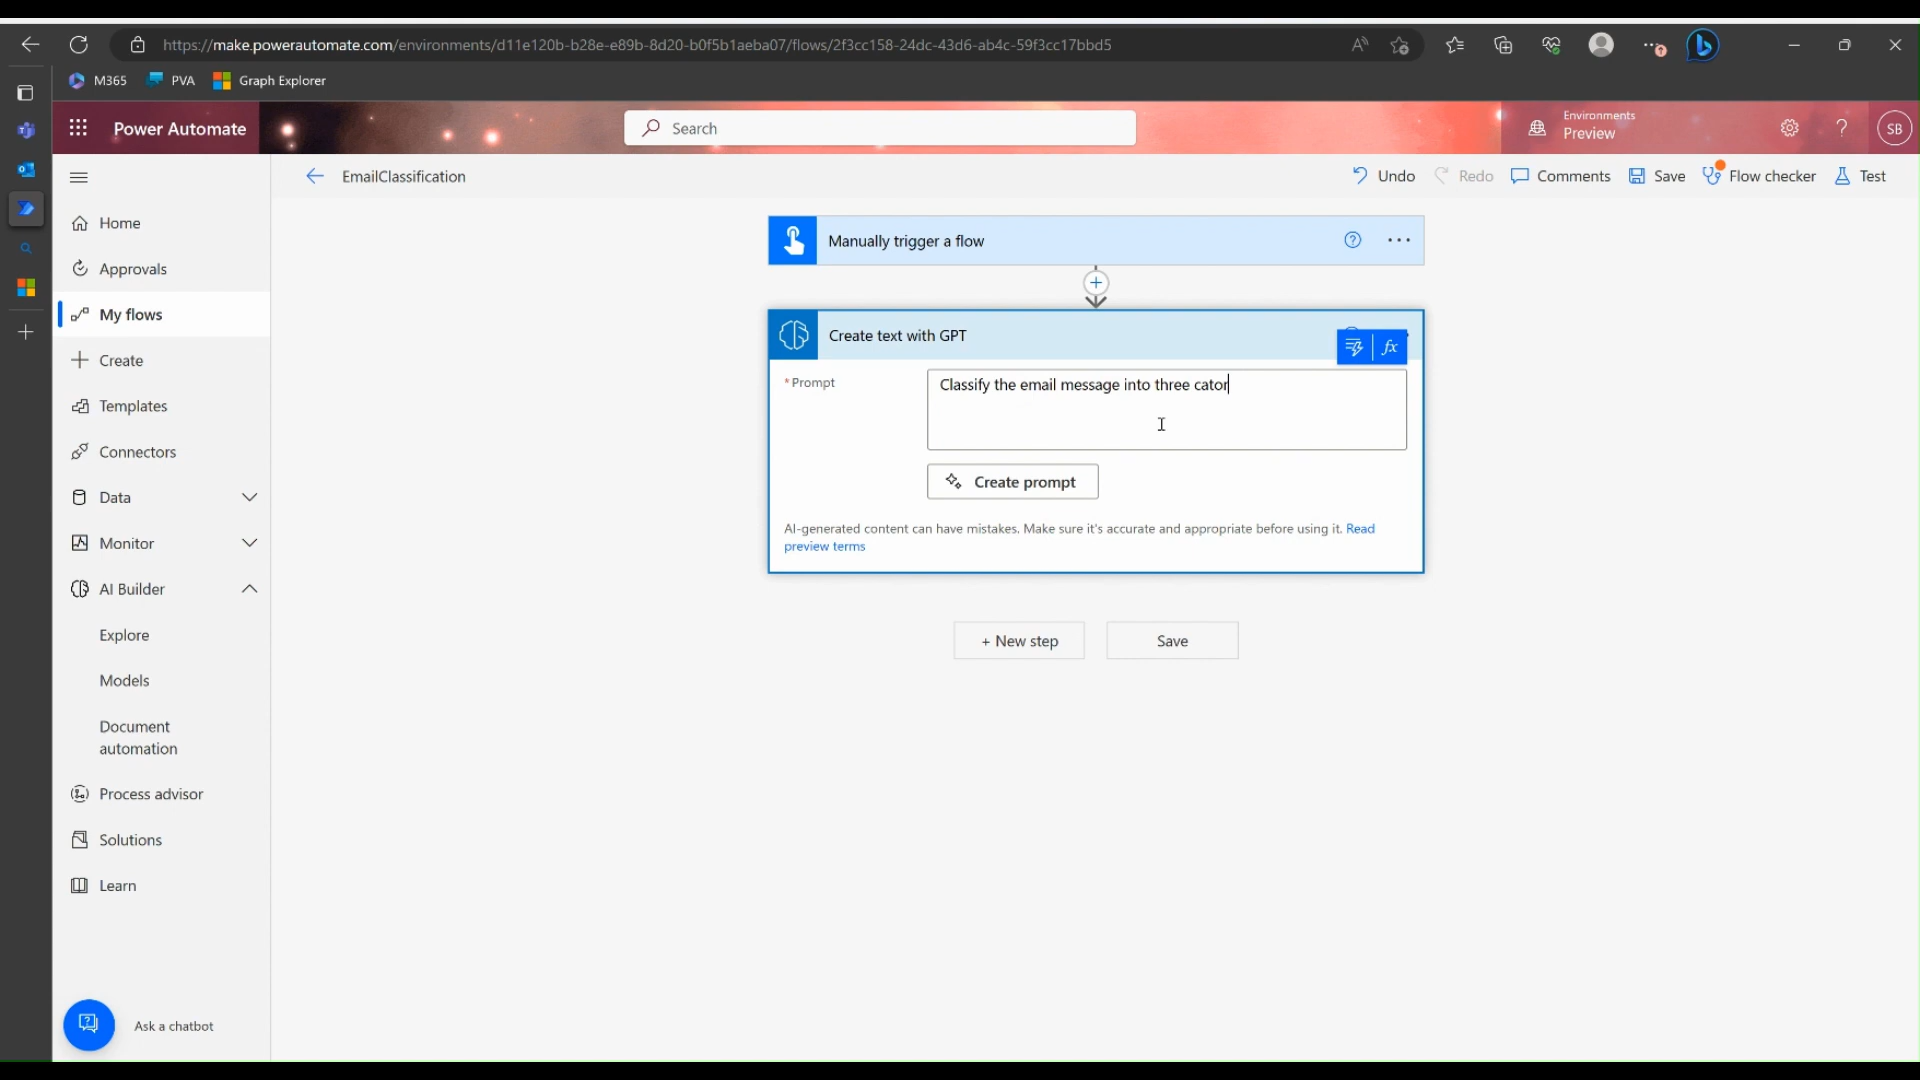 https://make.powerautomate.com/environments/d11e120b-b28e-e89b-8d20-b0f5b1aeba07/flows/2f3cc158-24dc-43d6-ab4c-59f3cc17bbd5
M365 PVA Graph Explorer
Power Automate
Search
Environments
Preview
SB
EmailClassification
Undo Redo Comments Save Flow checker Test
Home
Approvals
My flows
Create
Templates
Connectors
Data
Monitor
AI Builder
Explore
Models
Document
automation
Process advisor
Solutions
Learn
Ask a chatbot
Manually trigger a flow
Create text with GPT
fx
* Prompt
Classify the email message into three cator
Create prompt
AI-generated content can have mistakes. Make sure it's accurate and appropriate before using it. Read
preview terms
+ New step
Save